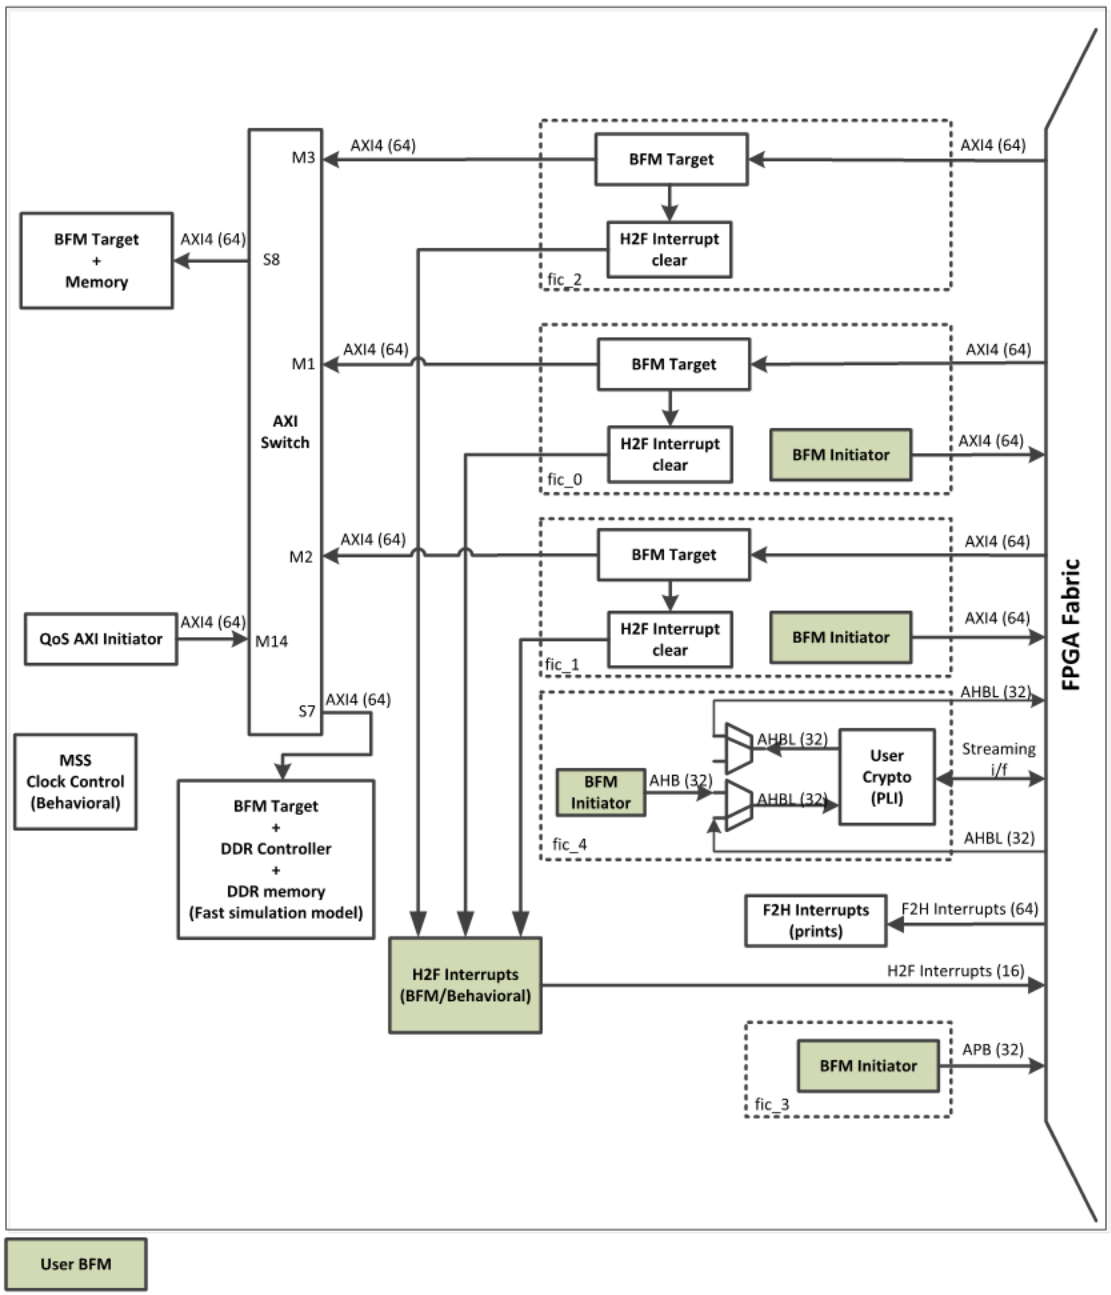 AXI4 (64)
M3
BFM Target
AXI4 (64)
H2F Interrupt
clear
fic_2
BFM Target
+
Memory
AXI4 (64)
S8
AXI4 (64)
M1
BFM Target
AXI4 (64)
AXI
Switch
H2F Interrupt
clear
BFM Initiator
AXI4 (64)
fic_0
AXI4 (64)
M2
BFM Target
AXI4 (64)
H2F Interrupt
clear
BFM Initiator
AXI4 (64)
fic_1
QoS AXI Initiator
AXI4 (64)
M14
S7
AXI4 (64)
FPGA Fabric
AHBL (32)
AHBL (32)
User
Crypto
(PLI)
Streaming
i/f
BFM
Initiator
AHB (32)
AHBL (32)
AHBL (32)
fic_4
MSS
Clock Control
(Behavioral)
BFM Target
+
DDR Controller
+
DDR memory
(Fast simulation model)
F2H Interrupts
(prints)
F2H Interrupts (64)
H2F Interrupts
(BFM/Behavioral)
H2F Interrupts (16)
BFM Initiator
APB (32)
fic_3
User BFM